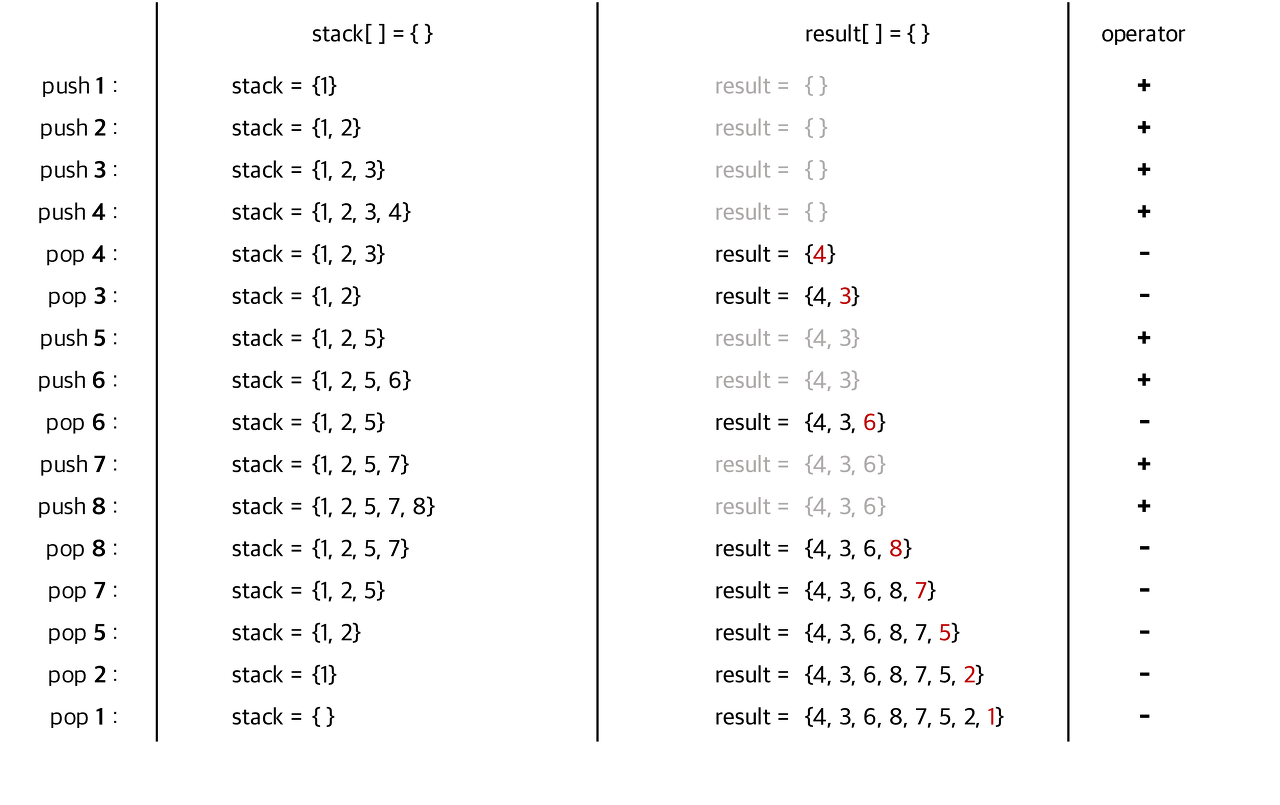 stack[ ] = { } result[ ] = { } operator
push 1 : stack = {1} result = { } +
push 2 : stack = {1, 2} result = { } +
push 3 : stack = {1, 2, 3} result = { } +
push 4 : stack = {1, 2, 3, 4} result = { } +
pop 4 : stack = {1, 2, 3} result = {4} -
pop 3 : stack = {1, 2} result = {4, 3} -
push 5 : stack = {1, 2, 5} result = {4, 3} +
push 6 : stack = {1, 2, 5, 6} result = {4, 3} +
pop 6 : stack = {1, 2, 5} result = {4, 3, 6} -
push 7 : stack = {1, 2, 5, 7} result = {4, 3, 6} +
push 8 : stack = {1, 2, 5, 7, 8} result = {4, 3, 6} +
pop 8 : stack = {1, 2, 5, 7} result = {4, 3, 6, 8} -
pop 7 : stack = {1, 2, 5} result = {4, 3, 6, 8, 7} -
pop 5 : stack = {1, 2} result = {4, 3, 6, 8, 7, 5} -
pop 2 : stack = {1} result = {4, 3, 6, 8, 7, 5, 2} -
pop 1 : stack = { } result = {4, 3, 6, 8, 7, 5, 2, 1} -